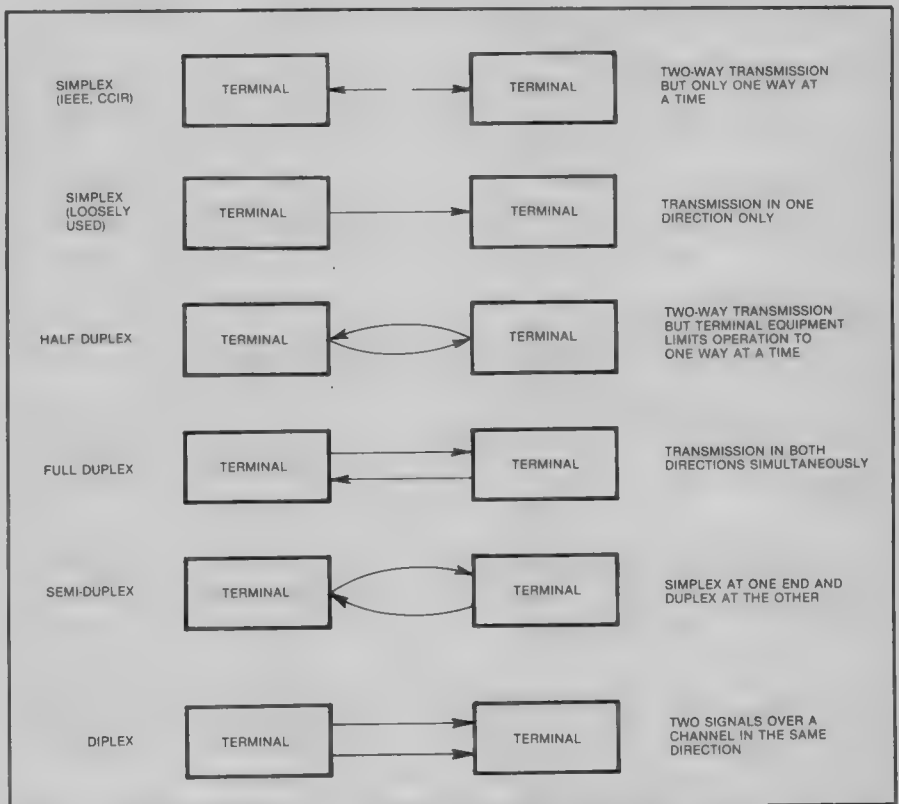 SIMPLEX
(IEEE, CCIR)
TERMINAL
TERMINAL
TWO-WAY TRANSMISSION
BUT ONLY ONE WAY AT
A TIME
SIMPLEX
(LOOSELY
USED)
TERMINAL
TERMINAL
TRANSMISSION IN ONE
DIRECTION ONLY
HALF DUPLEX
TERMINAL
TERMINAL
TWO-WAY TRANSMISSION
BUT TERMINAL EQUIPMENT
LIMITS OPERATION TO
ONE WAY AT A TIME
FULL DUPLEX
TERMINAL
TERMINAL
TRANSMISSION IN BOTH
DIRECTIONS SIMULTANEOUSLY
SEMI-DUPLEX
TERMINAL
TERMINAL
SIMPLEX AT ONE END AND
DUPLEX AT THE OTHER
DIPLEX
TERMINAL
TERMINAL
TWO SIGNALS OVER A
CHANNEL IN THE SAME
DIRECTION